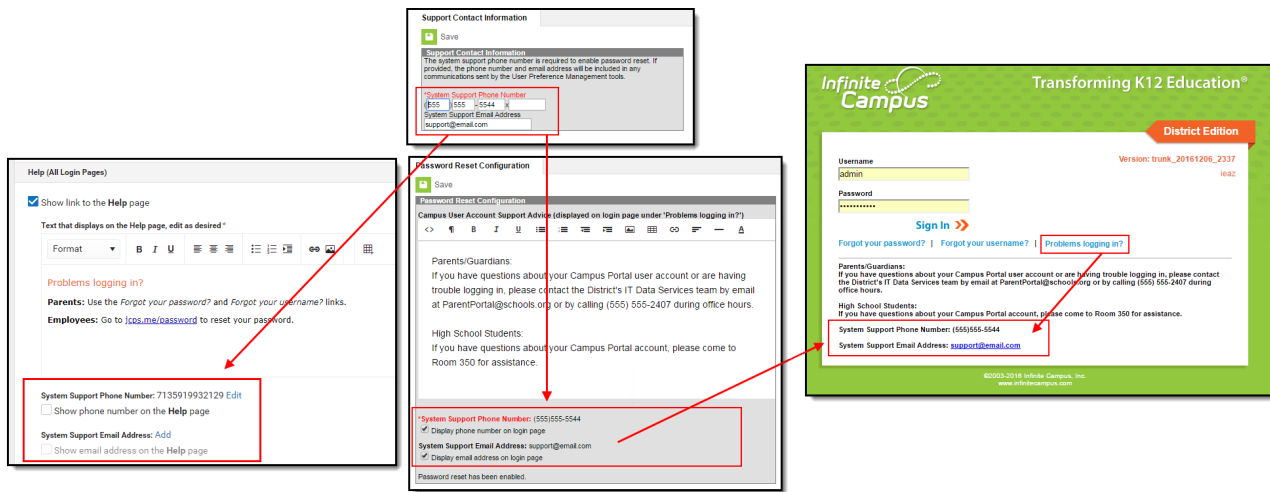 Support Contact Information
Save
Support Contact Information
The system support phone number is required to enable password reset. If
provided, the phone number and email address will be included in any
communications sent by the User Preference Management tools.
*System Support Phone Number
(555 )555 - 5544 x
System Support Email Address
support@email.com
Help (All Login Pages)
Show link to the Help page
Text that displays on the Help page, edit as desired *
Format B I U
Problems logging in?
Parents: Use the Forgot your password? and Forgot your username? links.
Employees: Go to jcps.me/password to reset your password.
System Support Phone Number: 7135919932129 Edit
Show phone number on the Help page
System Support Email Address: Add
Show email address on the Help page
Password Reset Configuration
Save
Password Reset Configuration
Campus User Account Support Advice (displayed on login page under 'Problems logging in?')
<> ¶ B I U A
Parents/Guardians:
If you have questions about your Campus Portal user account or are having
trouble logging in, please contact the District's IT Data Services team by email
at ParentPortal@schools.org or by calling (555) 555-2407 during office hours.
High School Students:
If you have questions about your Campus Portal account, please come to
Room 350 for assistance.
*System Support Phone Number: (555)555-5544
Display phone number on login page
System Support Email Address: support@email.com
Display email address on login page
Password reset has been enabled.
Infinite Campus
Transforming K12 Education®
District Edition
Username
Version: trunk_20161206_2337
admin
ieaz
Password
•••••••••••
Sign In
Forgot your password? | Forgot your username? | Problems logging in?
Parents/Guardians:
If you have questions about your Campus Portal user account or are having trouble logging in, please contact
the District's IT Data Services team by email at ParentPortal@schools.org or by calling (555) 555-2407 during
office hours.
High School Students:
If you have questions about your Campus Portal account, please come to Room 350 for assistance.
System Support Phone Number: (555)555-5544
System Support Email Address: support@email.com
©2003-2016 Infinite Campus, Inc.
www.infinitecampus.com